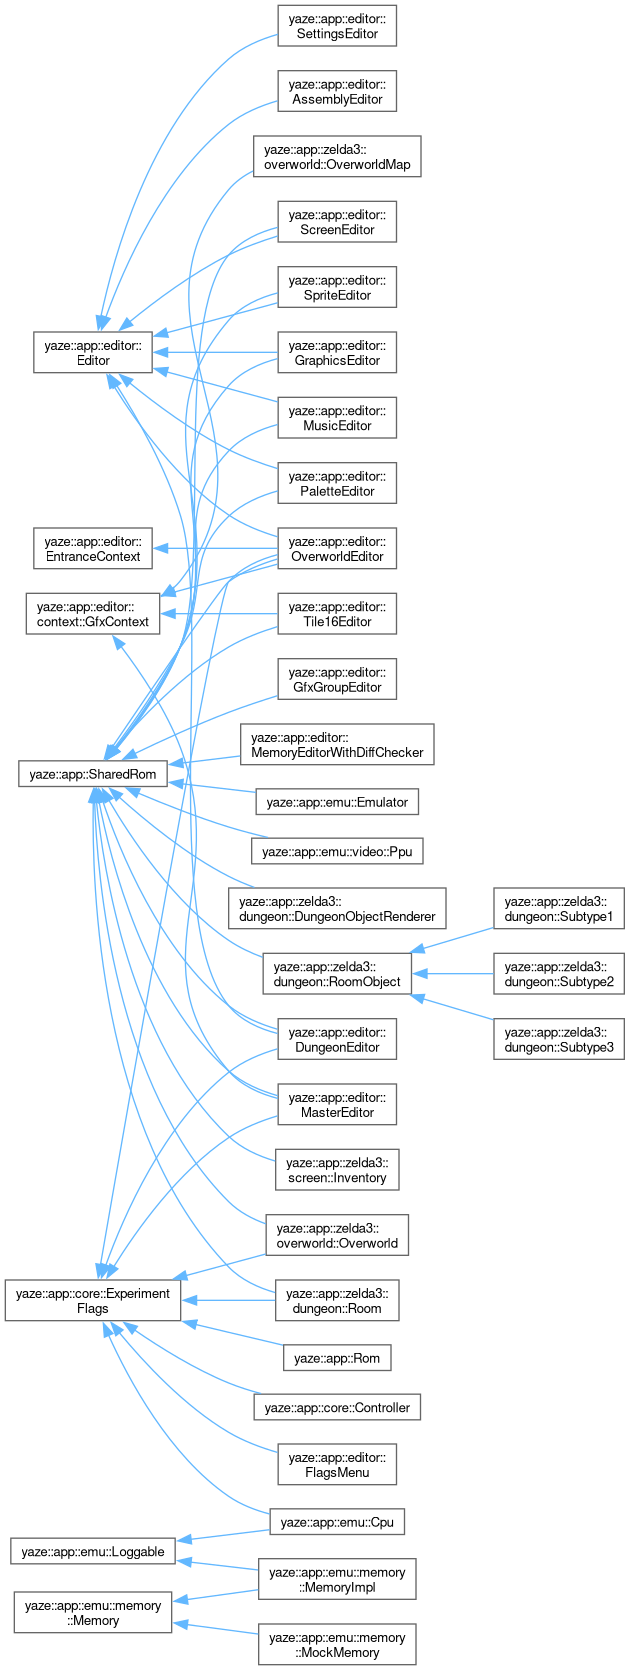 yaze::app::editor::
SettingsEditor
yaze::app::editor::
AssemblyEditor
yaze::app::zelda3::
overworld::OverworldMap
yaze::app::editor::
ScreenEditor
yaze::app::editor::
SpriteEditor
yaze::app::editor::
Editor
yaze::app::editor::
GraphicsEditor
yaze::app::editor::
MusicEditor
yaze::app::editor::
PaletteEditor
yaze::app::editor::
EntranceContext
yaze::app::editor::
OverworldEditor
yaze::app::editor::
context::GfxContext
yaze::app::editor::
Tile16Editor
yaze::app::editor::
GfxGroupEditor
yaze::app::editor::
MemoryEditorWithDiffChecker
yaze::app::SharedRom
yaze::app::emu::Emulator
yaze::app::emu::video::Ppu
yaze::app::zelda3::
dungeon::DungeonObjectRenderer
yaze::app::zelda3::
dungeon::Subtype1
yaze::app::zelda3::
dungeon::RoomObject
yaze::app::zelda3::
dungeon::Subtype2
yaze::app::zelda3::
dungeon::Subtype3
yaze::app::editor::
DungeonEditor
yaze::app::editor::
MasterEditor
yaze::app::zelda3::
screen::Inventory
yaze::app::zelda3::
overworld::Overworld
yaze::app::core::Experiment
Flags
yaze::app::zelda3::
dungeon::Room
yaze::app::Rom
yaze::app::core::Controller
yaze::app::editor::
FlagsMenu
yaze::app::emu::Cpu
yaze::app::emu::Loggable
yaze::app::emu::memory
::MemoryImpl
yaze::app::emu::memory
::Memory
yaze::app::emu::memory
::MockMemory